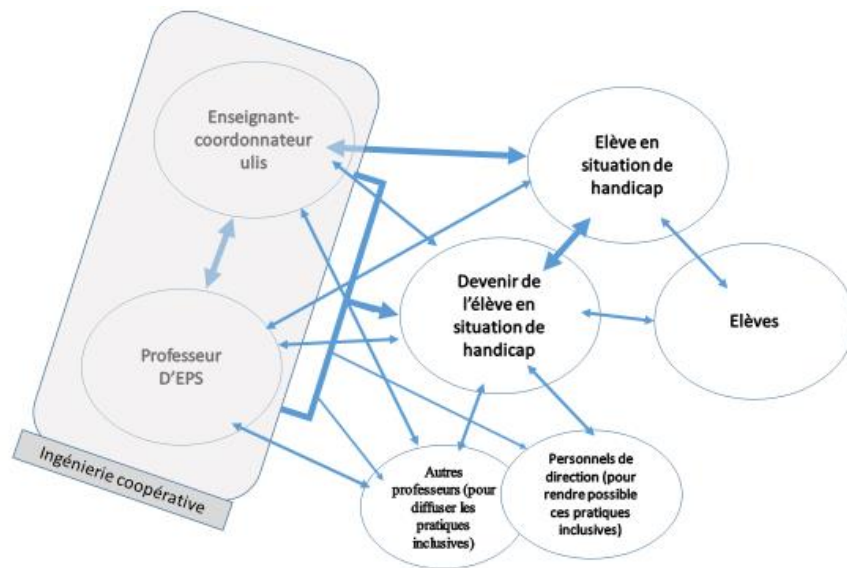 Enseignant-
coordonnateur
ulis
Elève en
situation de
handicap
Devenir de
l'élève en
situation de
handicap
Elèves
Professeur
D'EPS
Ingénierie coopérative
Autres
professeurs (pour
diffuser les
pratiques
inclusives)
Personnels de
direction (pour
rendre possible
ces pratiques
inclusives)